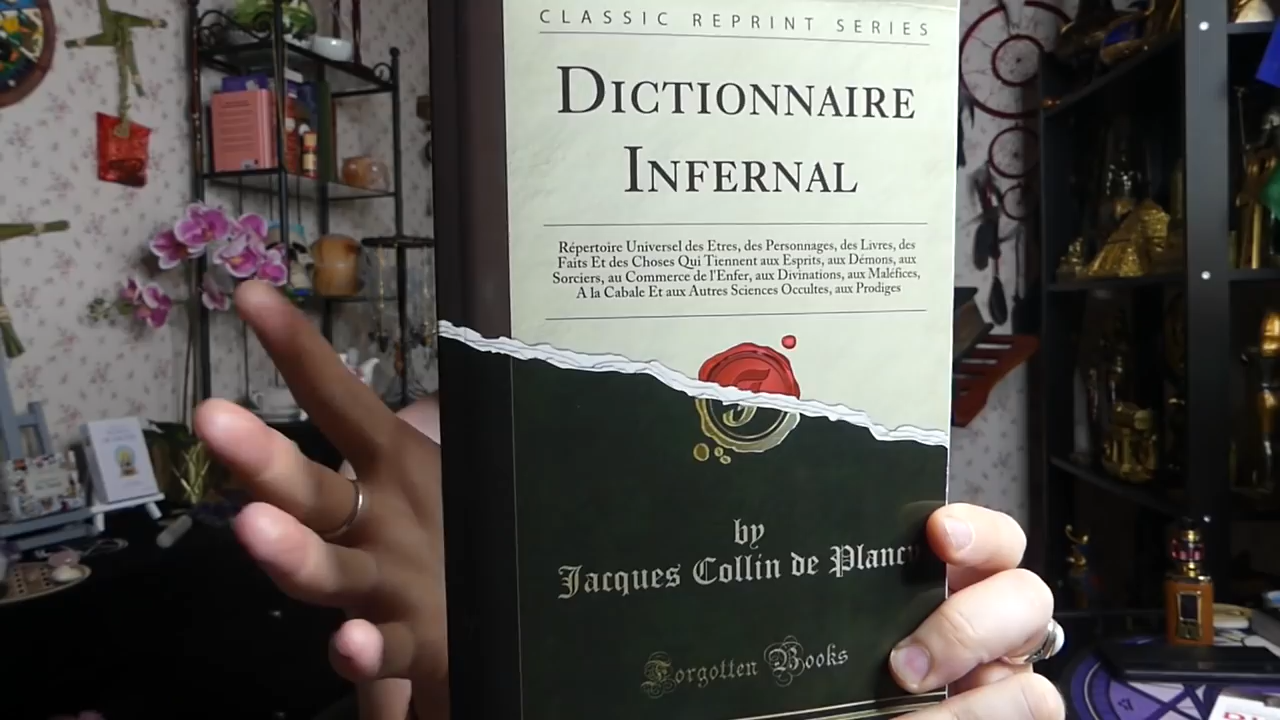 CLASSIC REPRINT SERIES
DICTIONNAIRE
INFERNAL
Répertoire Universel des Etres, des Personnages, des Livres, des
Faits Et des Choses Qui Tiennent aux Esprits, aux Démons, aux
Sorciers, au Commerce de l'Enfer, aux Divinations, aux Maléfices,
A la Cabale Et aux Autres Sciences Occultes, aux Prodiges
by
Jacques Collin de Plancy
Forgotten Books